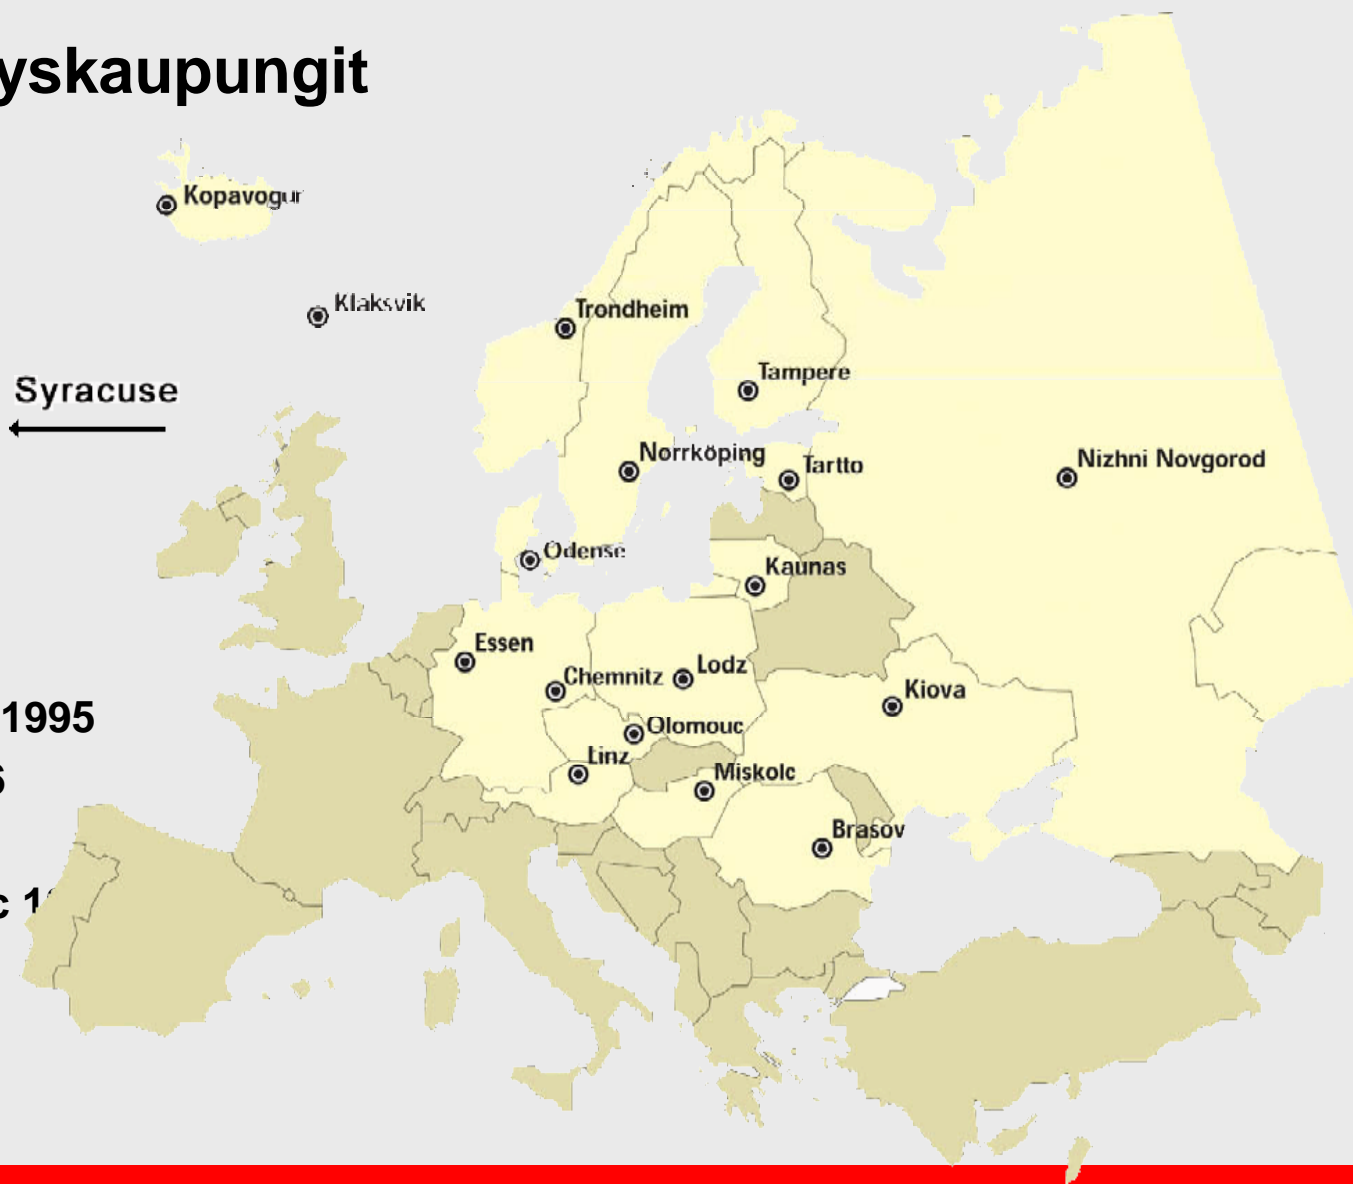 yskaupungit
Kopavogur
Klaksvik
Trondheim
Syracuse
Tampere
Norrköping
Tartto
Nizhni Novgorod
Odense
Kaunas
Essen
Chemnitz
Lodz
Kiova
1995
Olomouc
Linz
Miskolc
Brasov
c 1